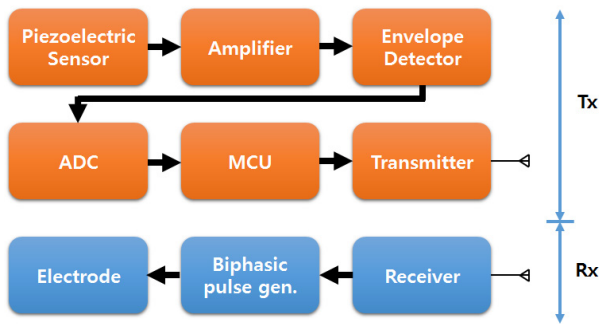 Piezoelectric
Sensor
Amplifier
Envelope
Detector
Tx
ADC
MCU
Transmitter
Electrode
Biphasic
pulse gen.
Receiver
Rx